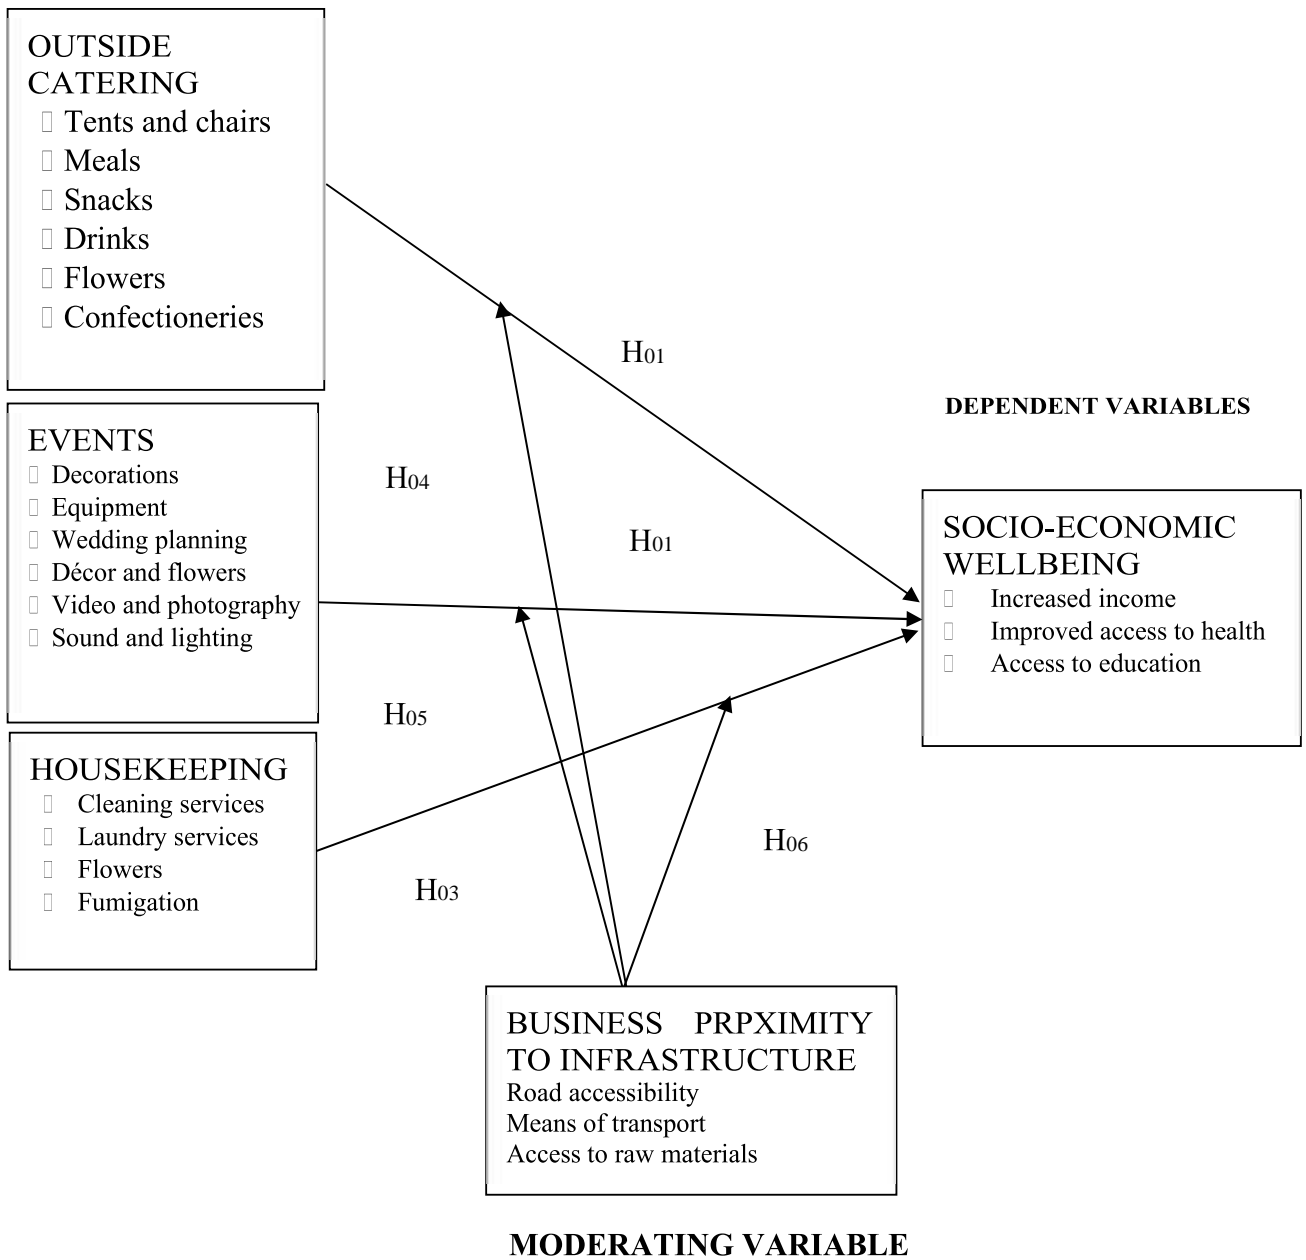 OUTSIDE
CATERING
Tents and chairs
Meals
Snacks
Drinks
Flowers
Confectioneries
H01
DEPENDENT VARIABLES
EVENTS
Decorations
Equipment
Wedding planning
Décor and flowers
Video and photography
Sound and lighting
H04
H01
SOCIO-ECONOMIC
WELLBEING
Increased income
Improved access to health
Access to education
H05
HOUSEKEEPING
Cleaning services
Laundry services
Flowers
Fumigation
H06
H03
BUSINESS PRPXIMITY
TO INFRASTRUCTURE
Road accessibility
Means of transport
Access to raw materials
MODERATING VARIABLE